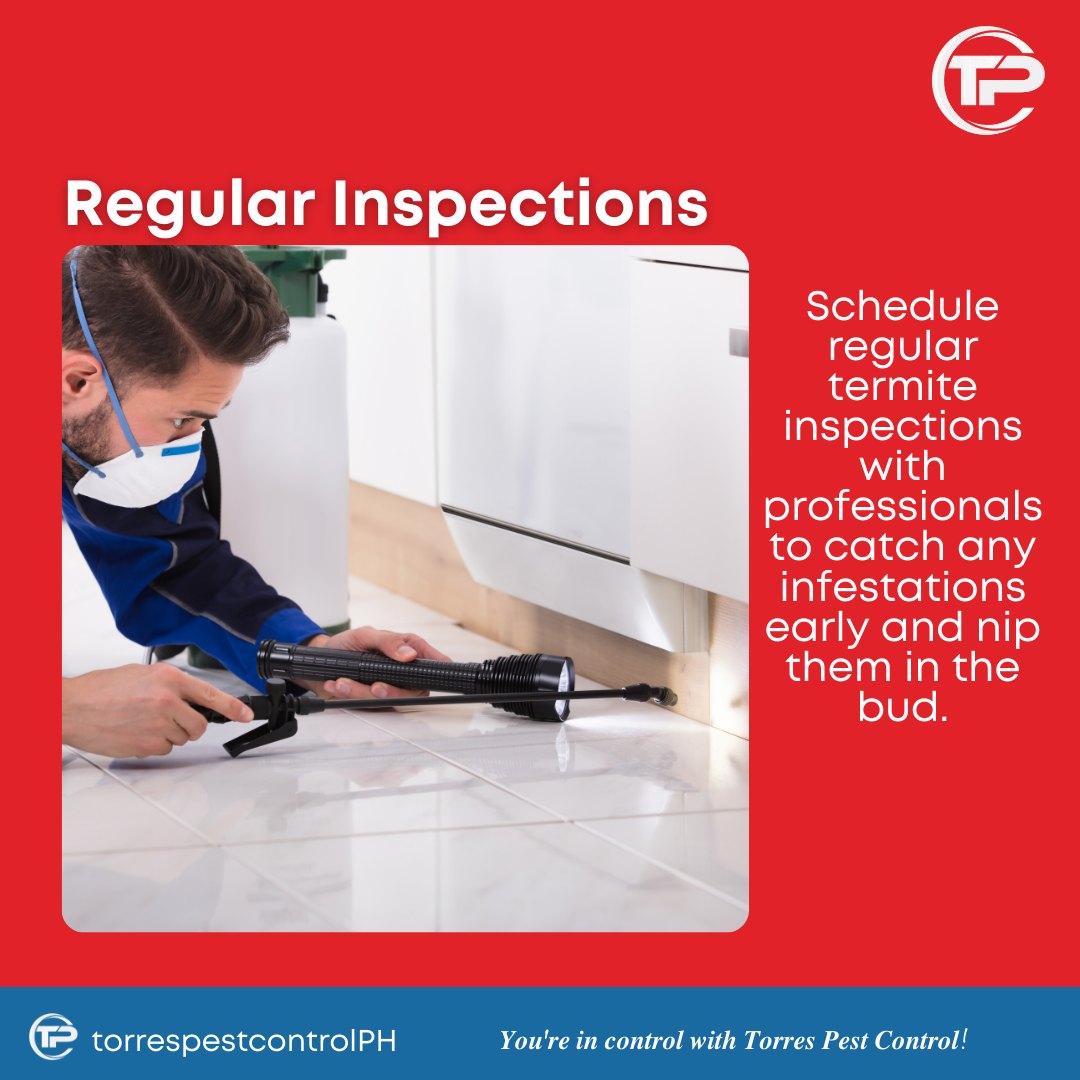 TP
Regular Inspections
Schedule
regular
termite
inspections
with
professionals
to catch any
infestations
early and nip
them in the
bud.
TP
torrespestcontrolPH
You're in control with Torres Pest Control!